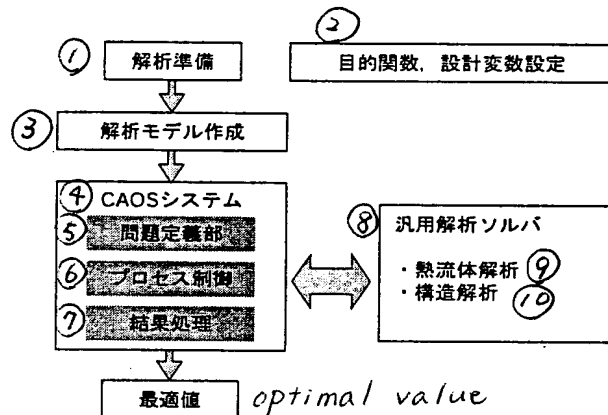 ① 解析準備
② 目的関数，設計変数設定
③ 解析モデル作成
④ CAOSシステム
⑤ 問題定義部
⑥ プロセス制御
⑦ 結果処理
⑧ 汎用解析ソルバ
・熱流体解析 ⑨
・構造解析 ⑩
最適値 optimal value